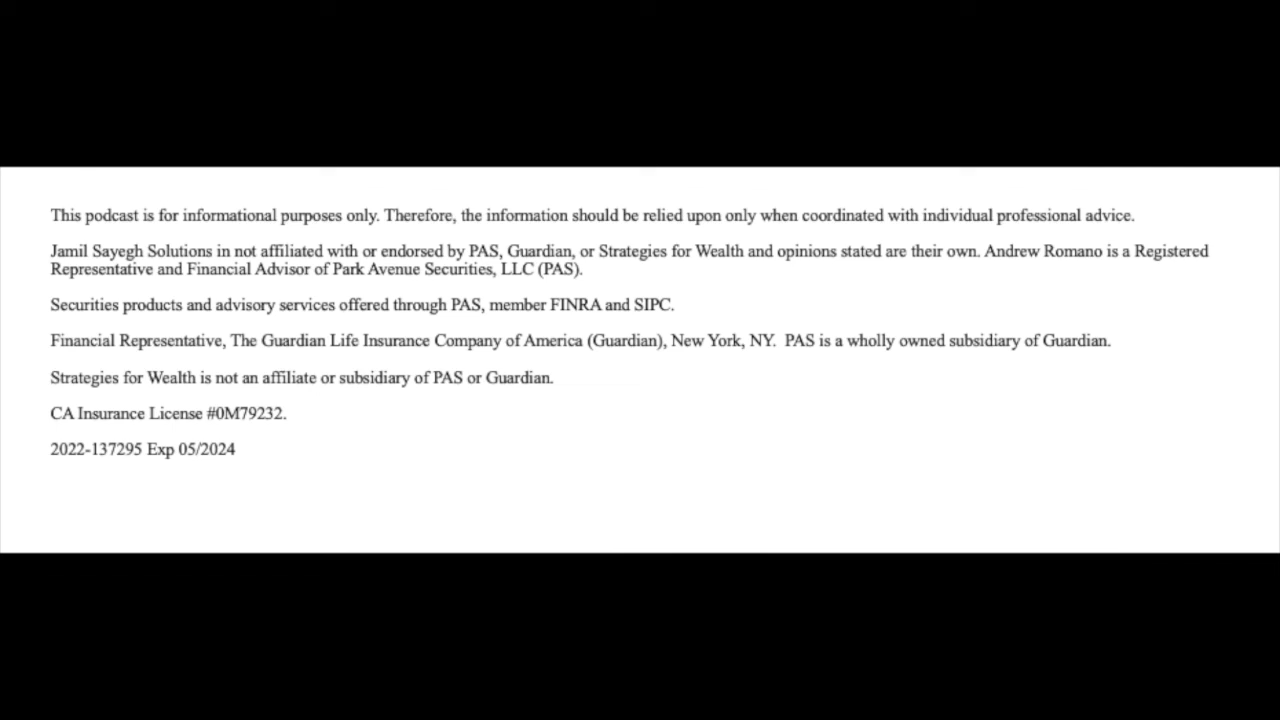 This podcast is for informational purposes only. Therefore, the information should be relied upon only when coordinated with individual professional advice.
Jamil Sayegh Solutions in not affiliated with or endorsed by PAS, Guardian, or Strategies for Wealth and opinions stated are their own. Andrew Romano is a Registered
Representative and Financial Advisor of Park Avenue Securities, LLC (PAS).
Securities products and advisory services offered through PAS, member FINRA and SIPC.
Financial Representative, The Guardian Life Insurance Company of America (Guardian), New York, NY.  PAS is a wholly owned subsidiary of Guardian.
Strategies for Wealth is not an affiliate or subsidiary of PAS or Guardian.
CA Insurance License #0M79232.
2022-137295 Exp 05/2024